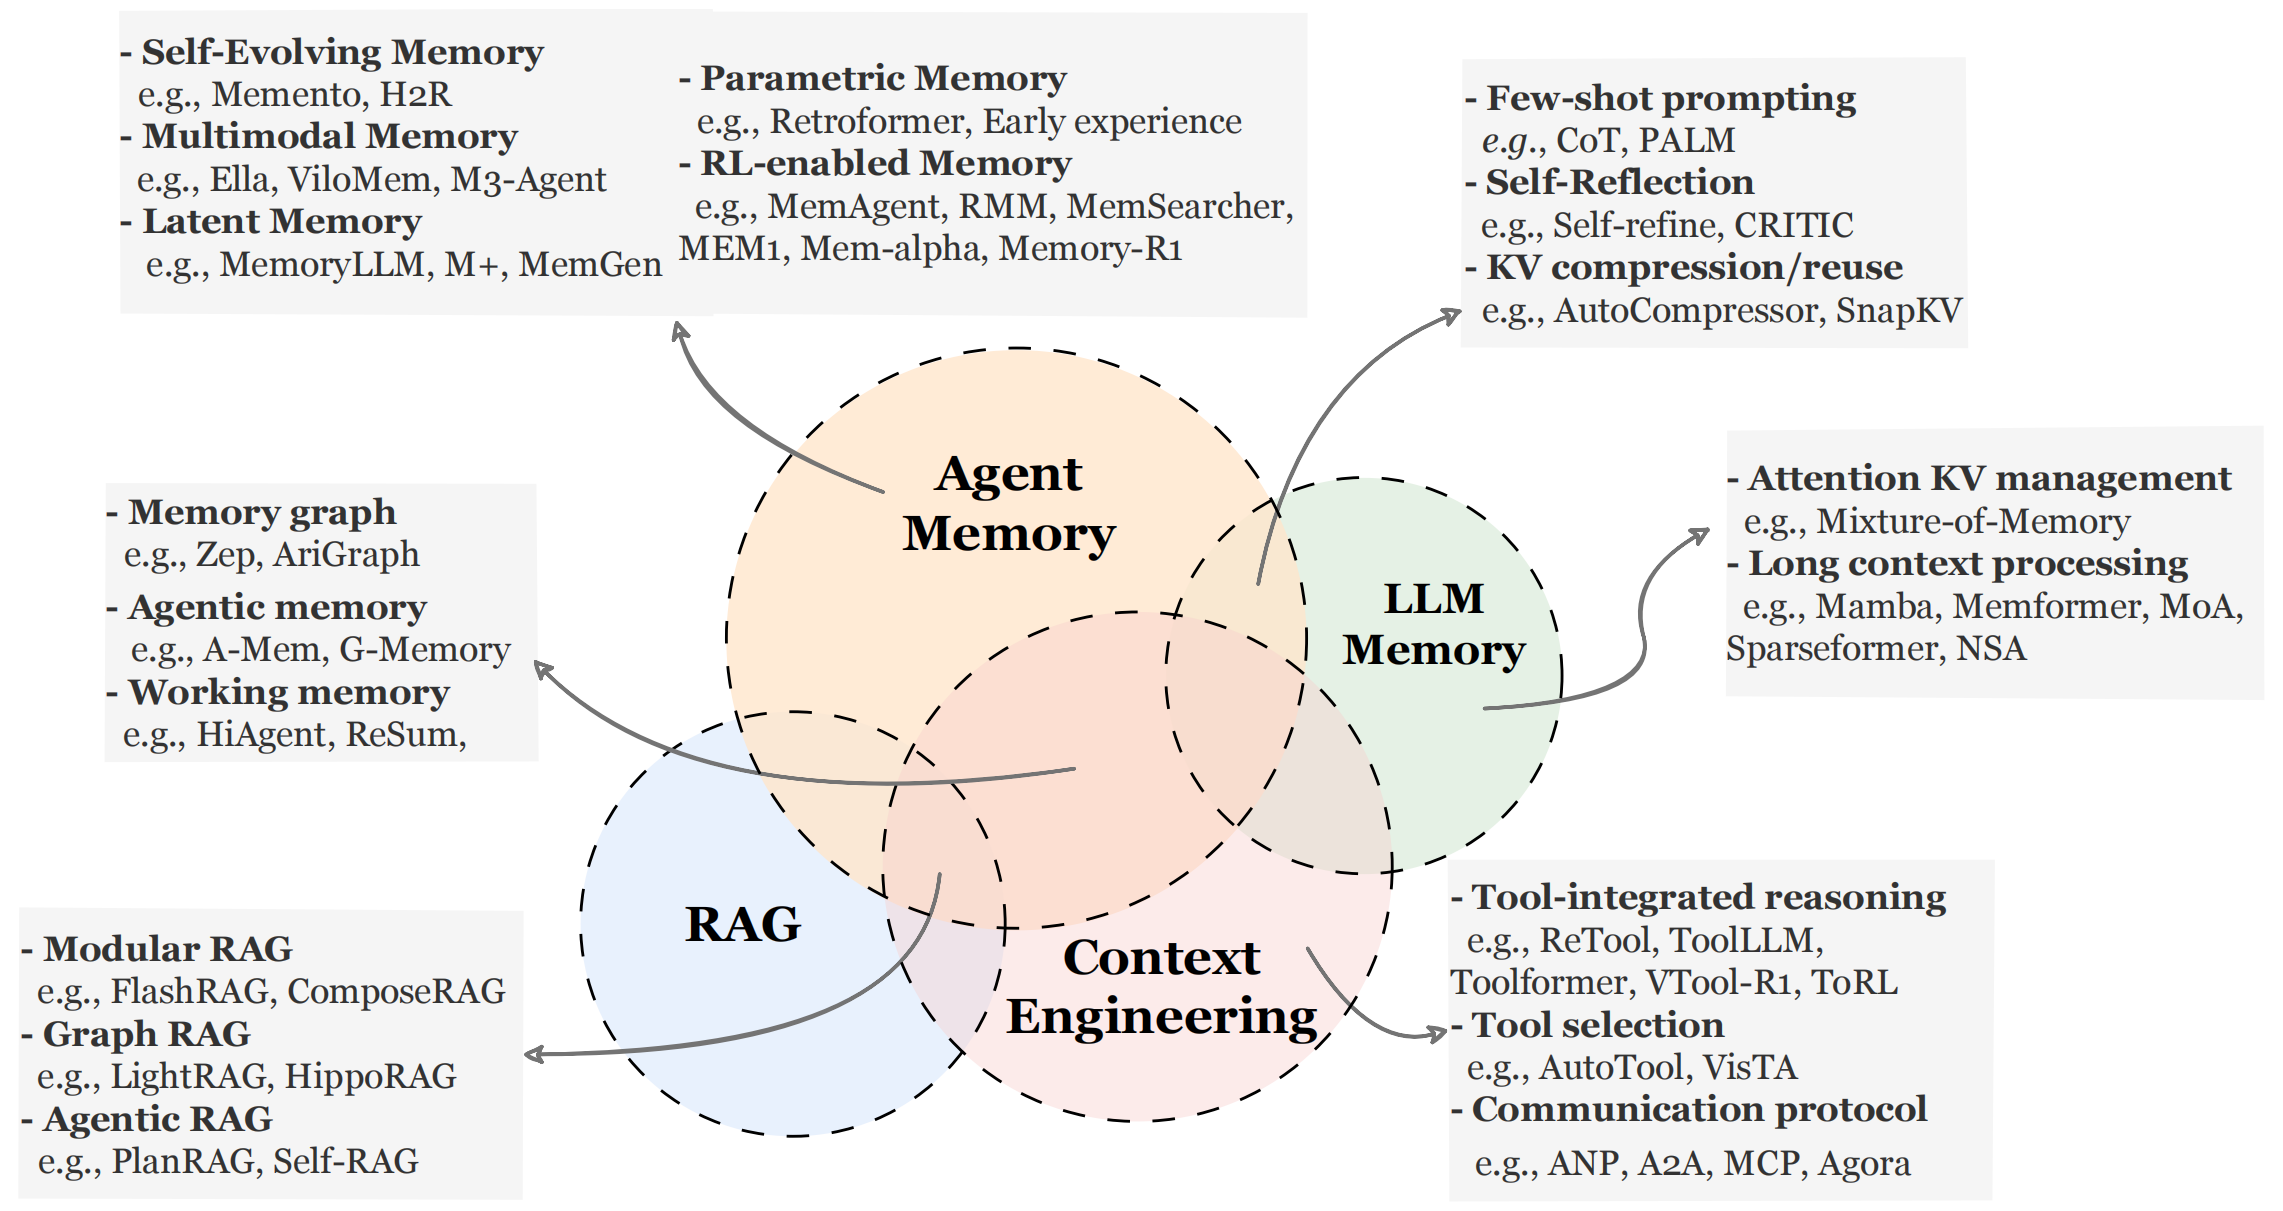 - Self-Evolving Memory
e.g., Memento, H2R
- Multimodal Memory
e.g., Ella, ViloMem, M3-Agent
- Latent Memory
e.g., MemoryLLM, M+, MemGen
- Parametric Memory
e.g., Retroformer, Early experience
- RL-enabled Memory
e.g., MemAgent, RMM, MemSearcher,
MEM1, Mem-alpha, Memory-R1
- Few-shot prompting
e.g., CoT, PALM
- Self-Reflection
e.g., Self-refine, CRITIC
- KV compression/reuse
e.g., AutoCompressor, SnapKV
- Attention KV management
e.g., Mixture-of-Memory
- Long context processing
e.g., Mamba, Memformer, MoA,
Sparseformer, NSA
- Memory graph
e.g., Zep, AriGraph
- Agentic memory
e.g., A-Mem, G-Memory
- Working memory
e.g., HiAgent, ReSum,
Agent
Memory
LLM
Memory
RAG
Context
Engineering
- Modular RAG
e.g., FlashRAG, ComposeRAG
- Graph RAG
e.g., LightRAG, HippoRAG
- Agentic RAG
e.g., PlanRAG, Self-RAG
- Tool-integrated reasoning
e.g., ReTool, ToolLLM,
Toolformer, VTool-R1, ToRL
- Tool selection
e.g., AutoTool, VisTA
- Communication protocol
e.g., ANP, A2A, MCP, Agora